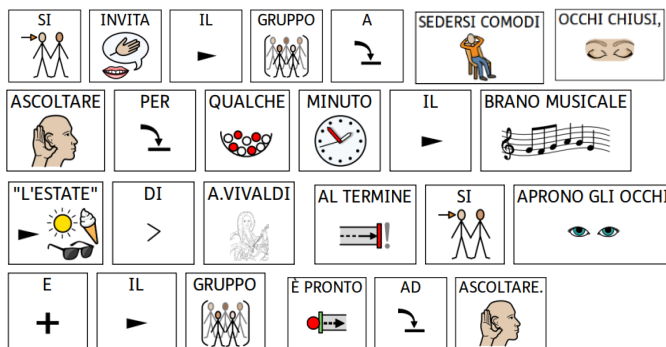 SI INVITA IL GRUPPO A SEDERSI COMODI OCCHI CHIUSI,
ASCOLTARE PER QUALCHE MINUTO IL BRANO MUSICALE
"L'ESTATE" DI A.VIVALDI AL TERMINE SI APRONO GLI OCCHI
E IL GRUPPO È PRONTO AD ASCOLTARE.